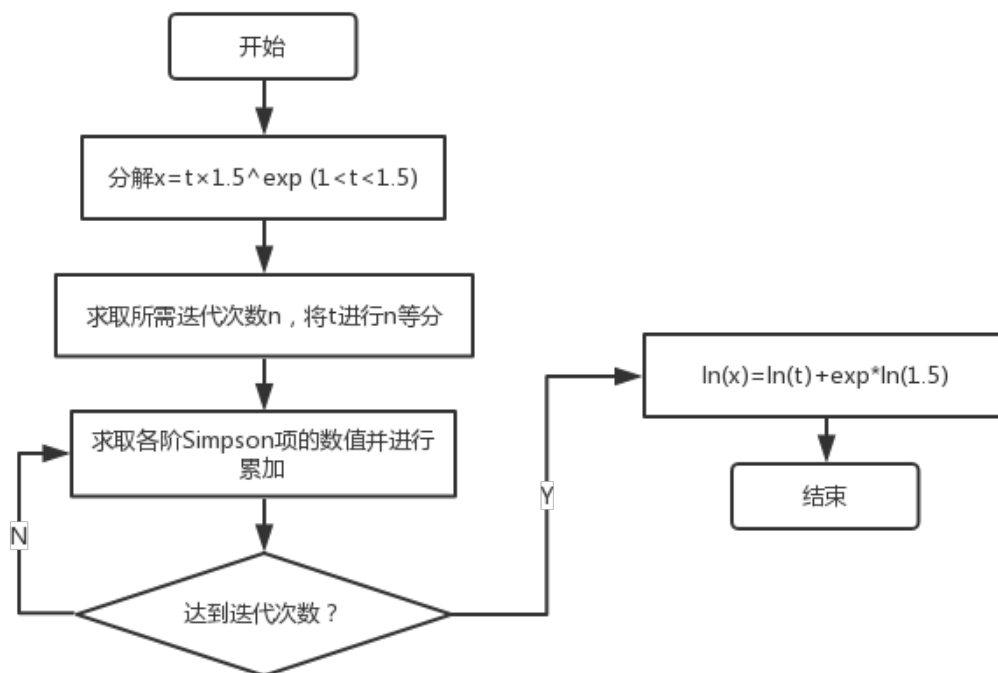 开始
分解x=t×1.5^exp (1<t<1.5)
求取所需迭代次数n，将t进行n等分
求取各阶Simpson项的数值并进行
累加
N
达到迭代次数？
Y
ln(x)=ln(t)+exp*ln(1.5)
结束